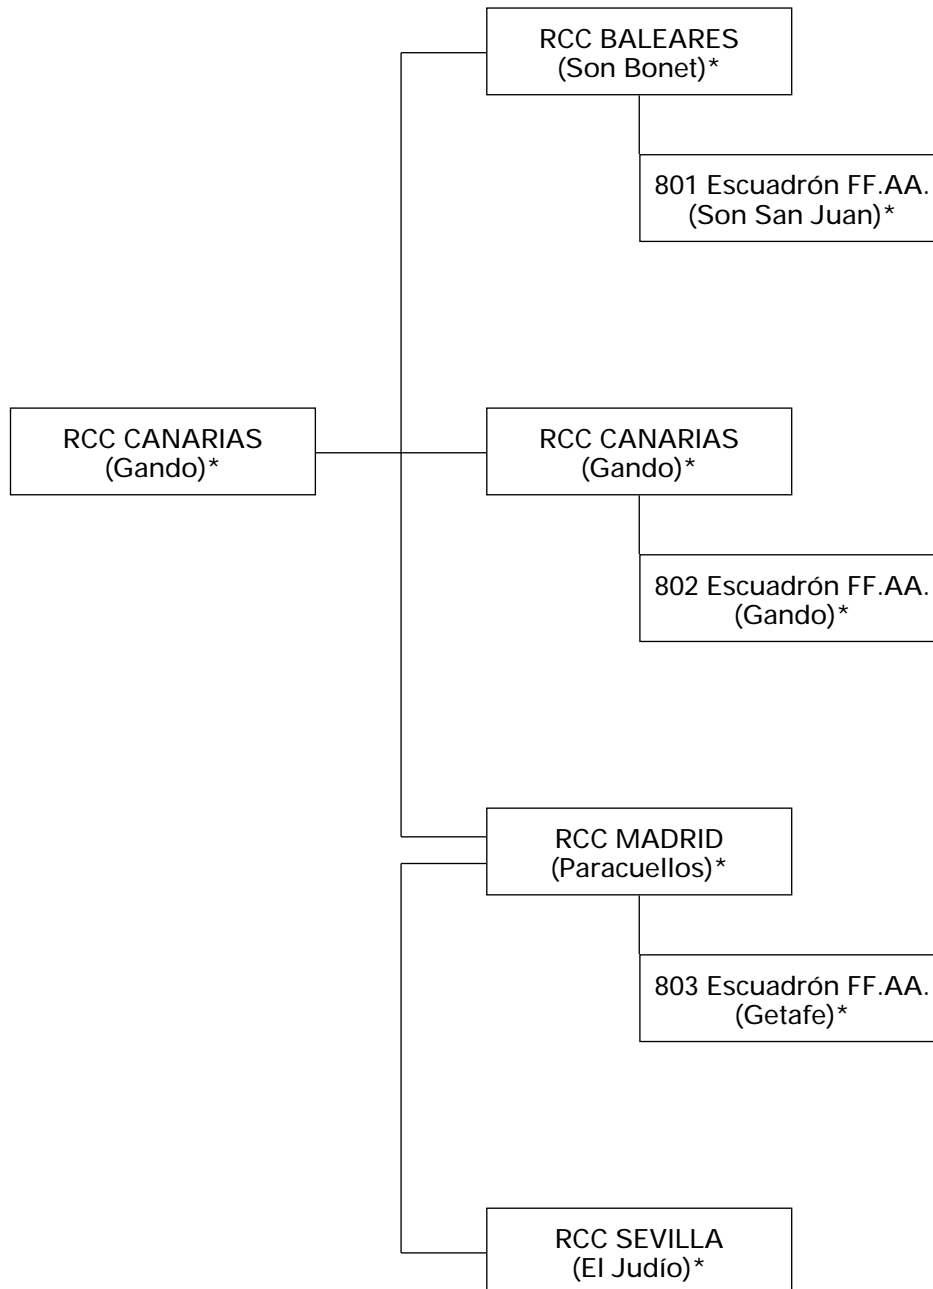 RCC BALEARES
(Son Bonet)*
801 Escuadrón FF.AA.
(Son San Juan)*
RCC CANARIAS
(Gando)*
RCC CANARIAS
(Gando)*
802 Escuadrón FF.AA.
(Gando)*
RCC MADRID
(Paracuellos)*
803 Escuadrón FF.AA.
(Getafe)*
RCC SEVILLA
(El Judío)*